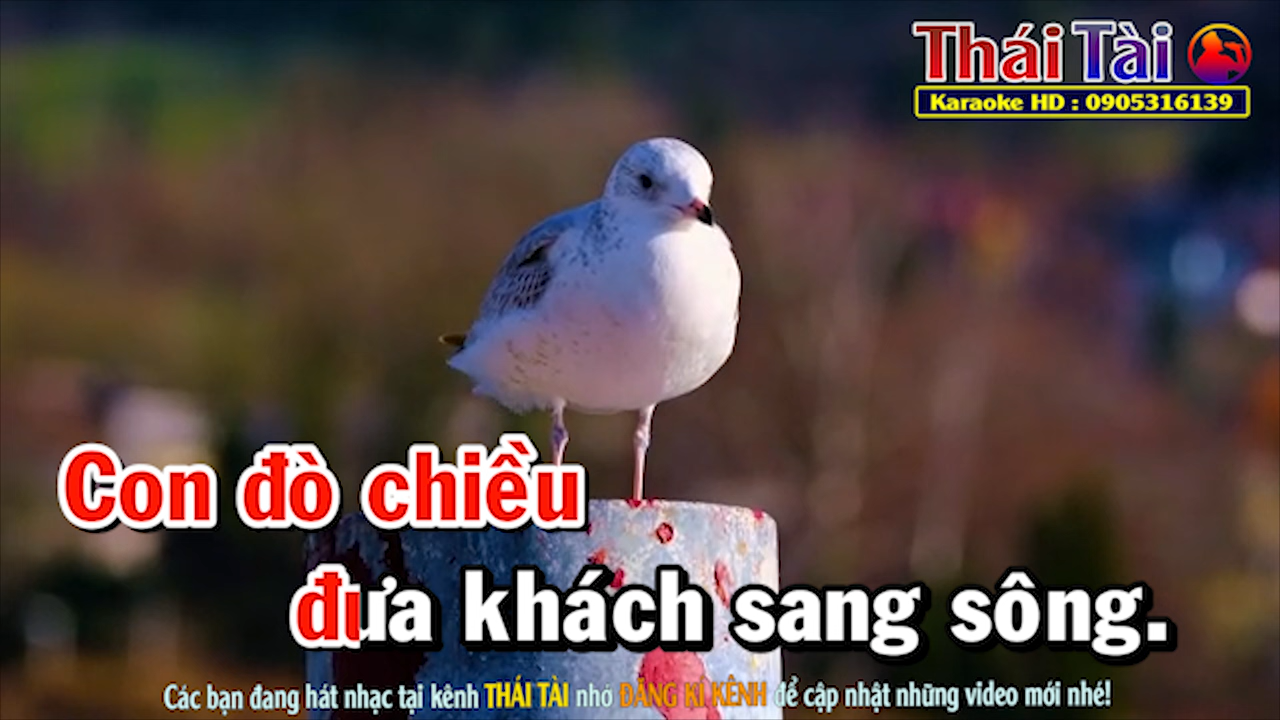 Thái Tài
Karaoke HD : 0905316139
Con đò chiều
đưa khách sang sông.
Các bạn đang hát nhạc tại kênh THÁI TÀI nhớ ĐĂNG KÍ KÊNH để cập nhật những video mới nhé!